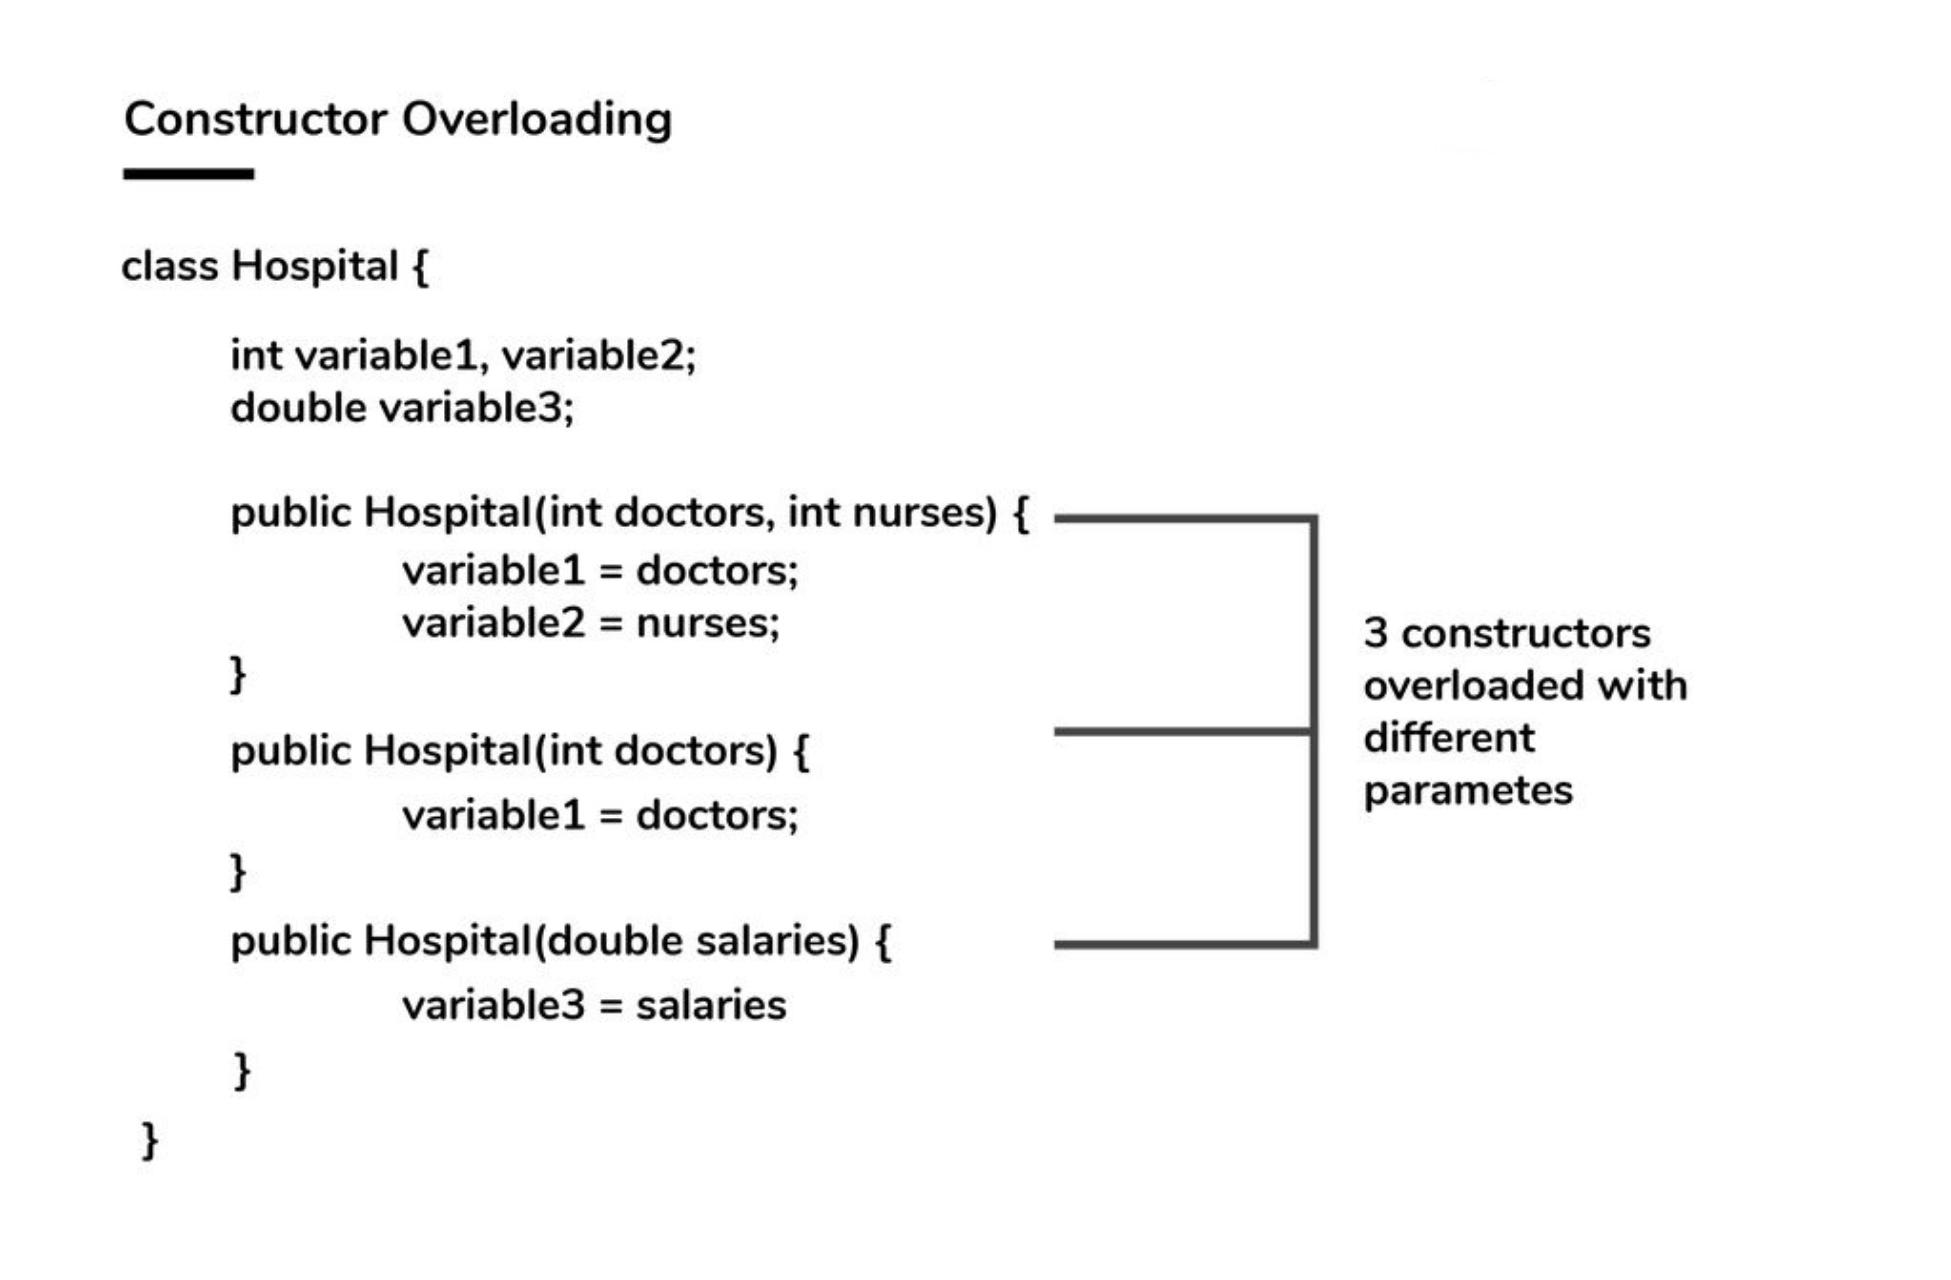 Constructor Overloading
class Hospital {
int variable1, variable2;
double variable3;
public Hospital(int doctors, int nurses) {
variable1 = doctors;
variable2 = nurses;
}
public Hospital(int doctors) {
variable1 = doctors;
}
public Hospital(double salaries) {
variable3 = salaries
}
}
3 constructors
overloaded with
different
parametes